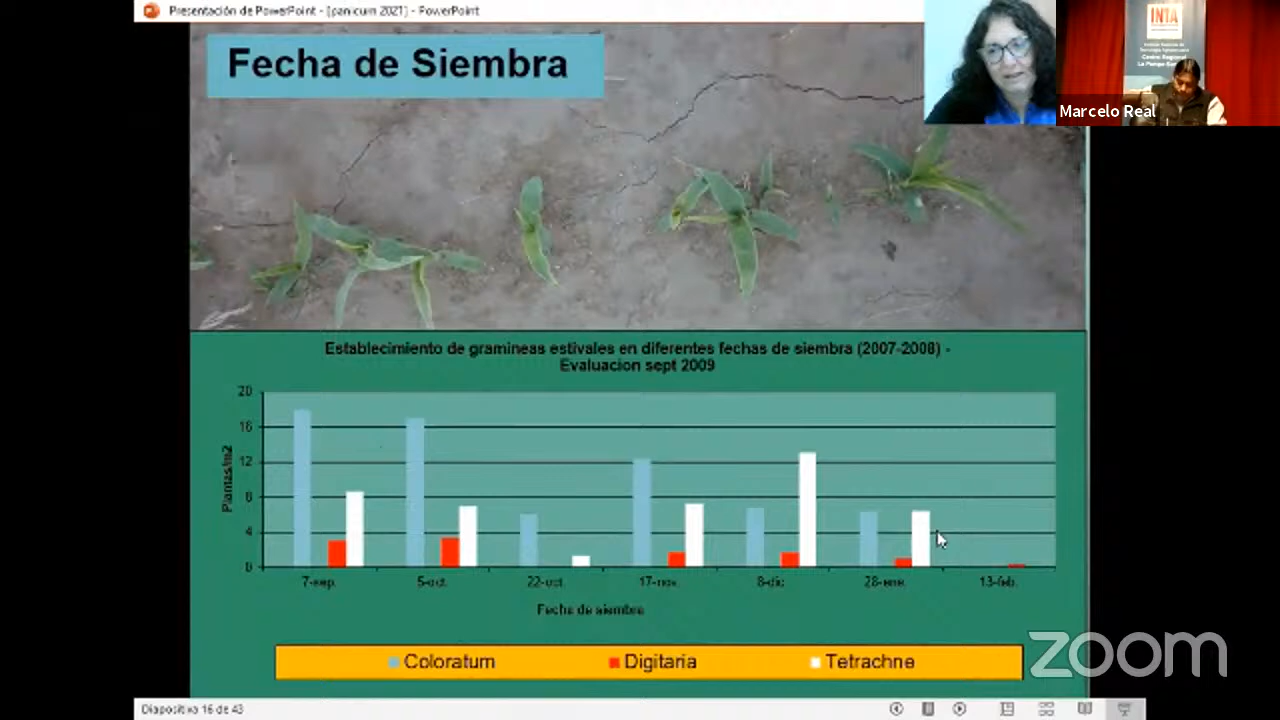 Presentación de PowerPoint - [panicum 2021] - PowerPoint
INTA
Marcelo Real
Fecha de Siembra
Establecimiento de gramineas estivales en diferentes fechas de siembra (2007-2008) -
Evaluacion sept 2009
Plantas/m2
20
16
12
8
4
0
7-sep.
5-oct.
22-oct.
17-nov.
8-dic
28-ene.
13-feb.
Fecha de siembra
Coloratum
Digitaria
Tetrachne
zoom
Diapositiva 16 de 43